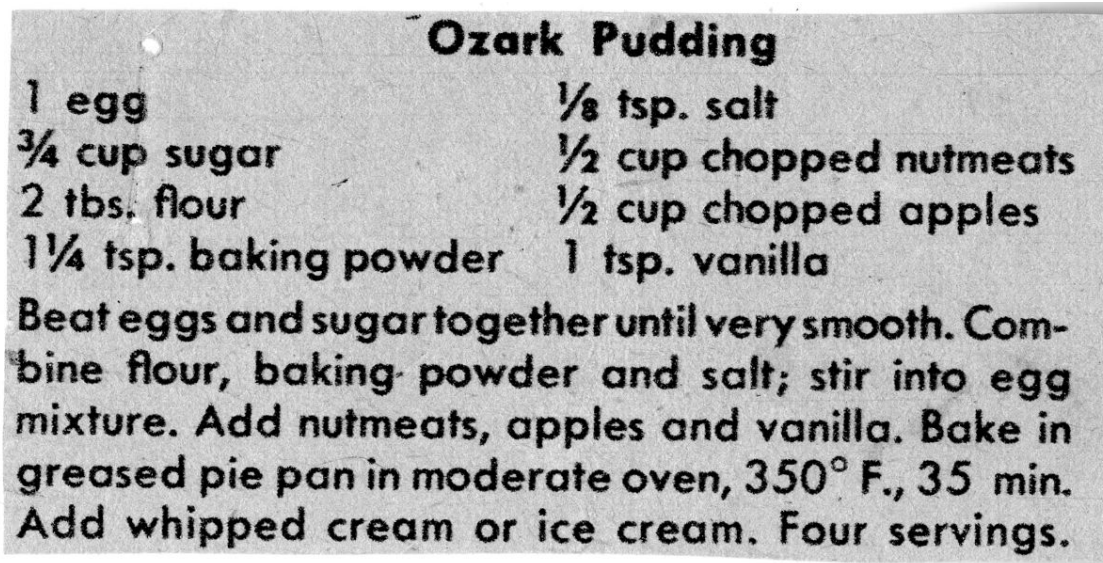 Ozark Pudding
1 egg
¾ cup sugar
2 tbs. flour
1¼ tsp. baking powder
⅛ tsp. salt
½ cup chopped nutmeats
½ cup chopped apples
1 tsp. vanilla
Beat eggs and sugar together until very smooth. Com-
bine flour, baking powder and salt; stir into egg
mixture. Add nutmeats, apples and vanilla. Bake in
greased pie pan in moderate oven, 350° F., 35 min.
Add whipped cream or ice cream. Four servings.